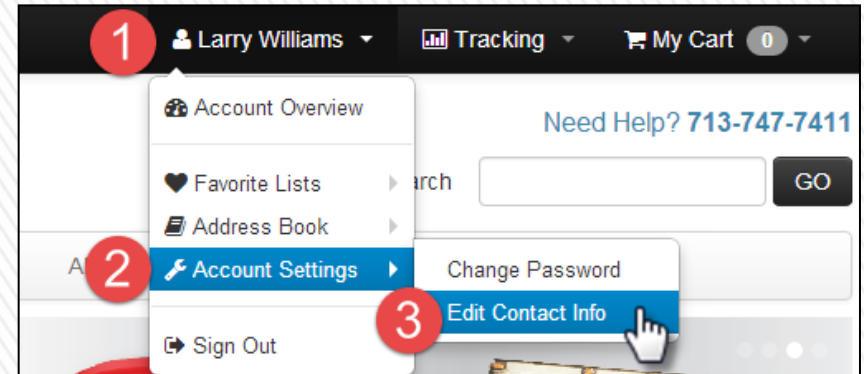 1 Larry Williams Tracking My Cart 0
Account Overview
Need Help? 713-747-7411
Favorite Lists
arch GO
Address Book
A
2 Account Settings
Change Password
3 Edit Contact Info
Sign Out